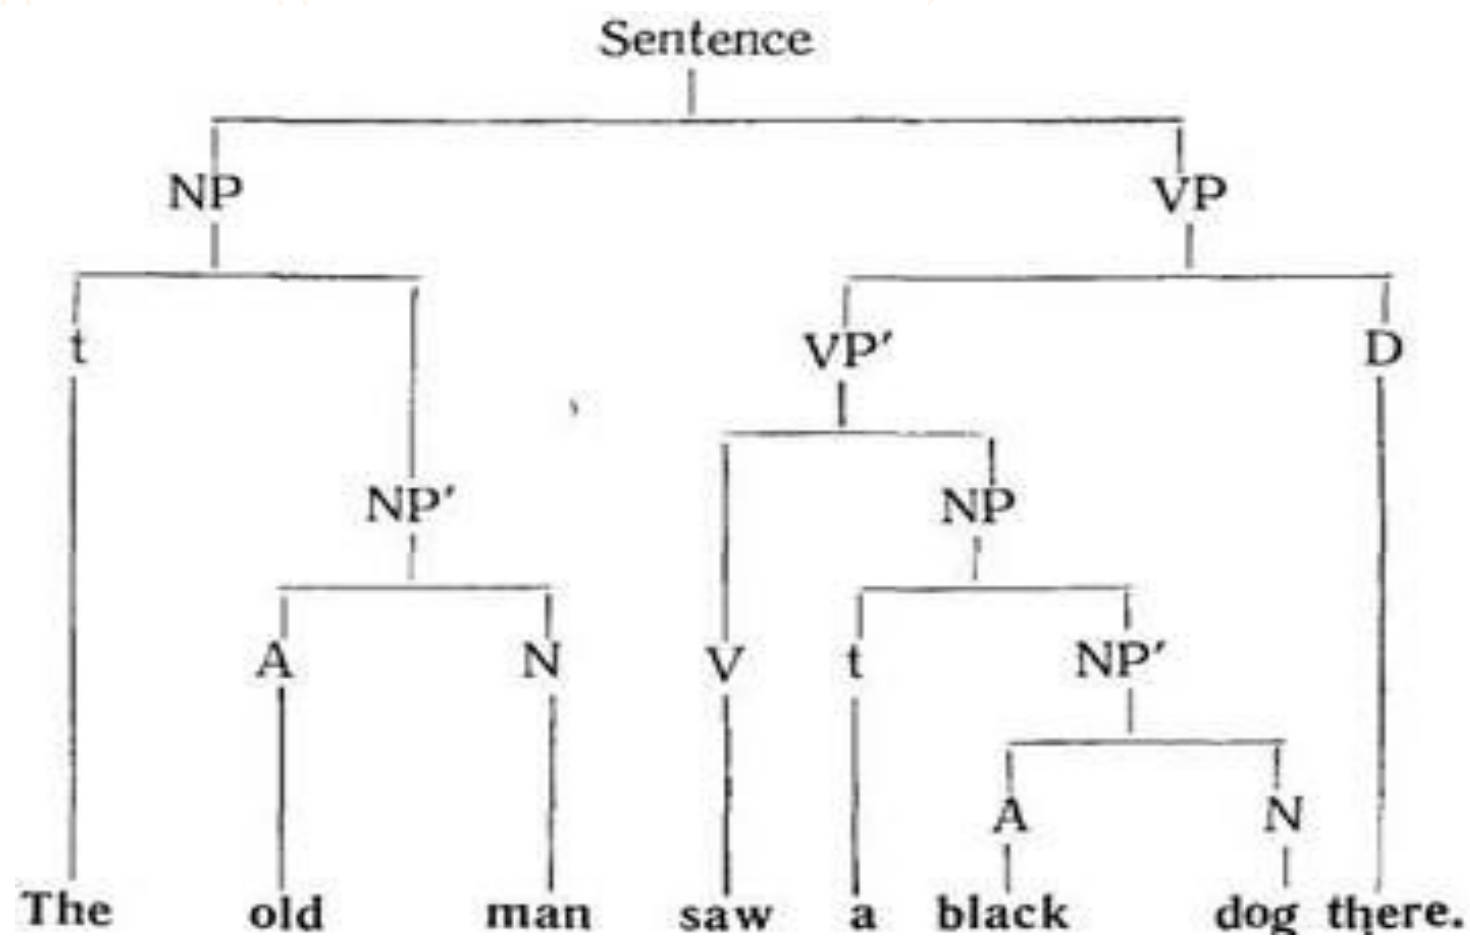 Sentence
NP VP
t VP′ D
NP′ NP
A N V t NP′
A N
The old man saw a black dog there.